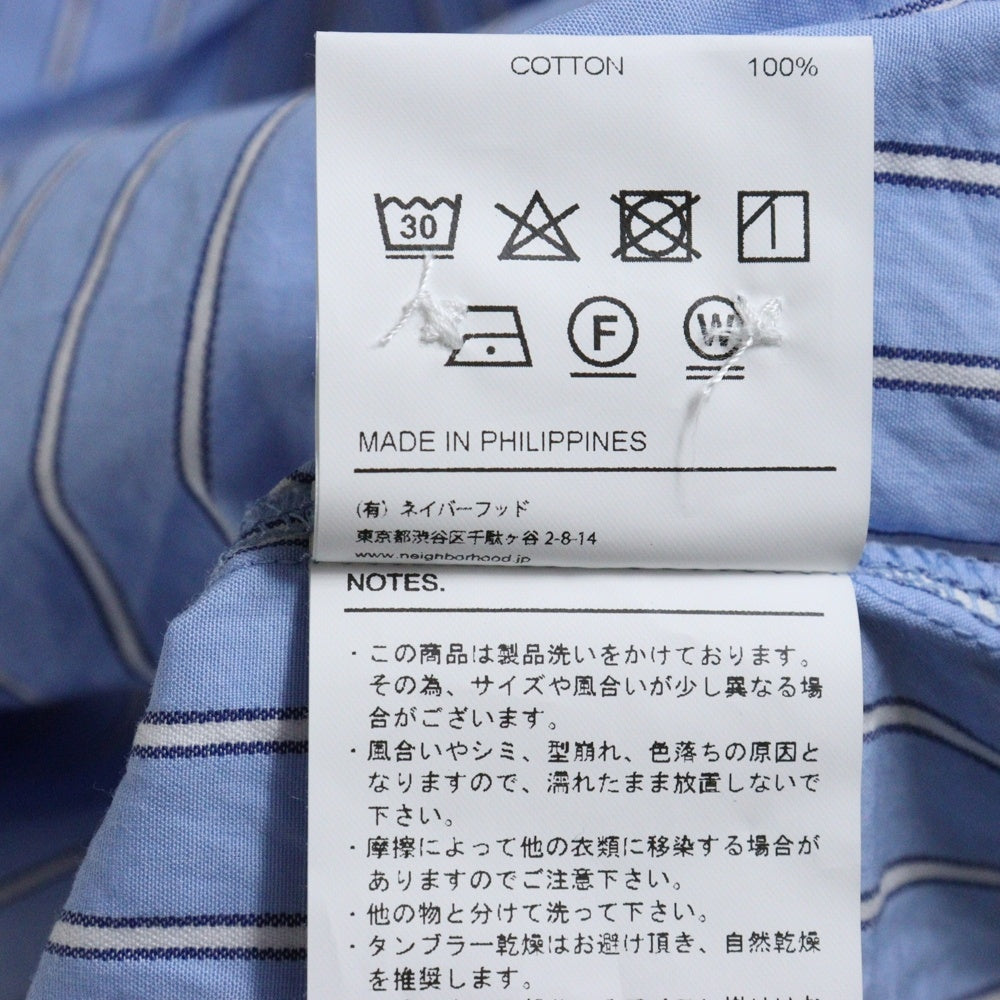 COTTON 100%
30
F W
MADE IN PHILIPPINES
(有) ネイバーフッド
東京都渋谷区千駄ヶ谷 2-8-14
www.neighborhood.jp
NOTES.
・この商品は製品洗いをかけております。
その為、サイズや風合いが少し異なる場
合がございます。
・風合いやシミ、型崩れ、色落ちの原因と
なりますので、濡れたまま放置しないで
下さい。
・摩擦によって他の衣類に移染する場合が
ありますのでご注意下さい。
・他の物と分けて洗って下さい。
・タンブラー乾燥はお避け頂き、自然乾燥
を推奨します。